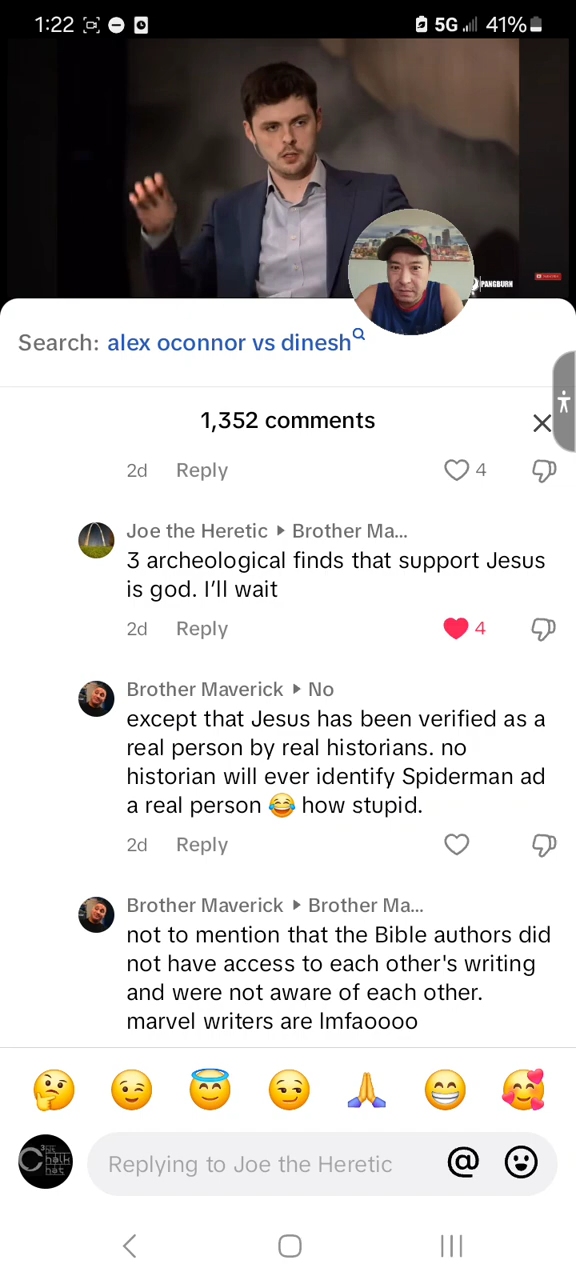 1:22
5G 41%
PANGBURN
Search: alex oconnor vs dinesh
1,352 comments
2d Reply 4
Joe the Heretic Brother Ma...
3 archeological finds that support Jesus
is god. I'll wait
2d Reply 4
Brother Maverick No
except that Jesus has been verified as a
real person by real historians. no
historian will ever identify Spiderman ad
a real person 😂 how stupid.
2d Reply
Brother Maverick Brother Ma...
not to mention that the Bible authors did
not have access to each other's writing
and were not aware of each other.
marvel writers are lmfaoooo
Replying to Joe the Heretic @